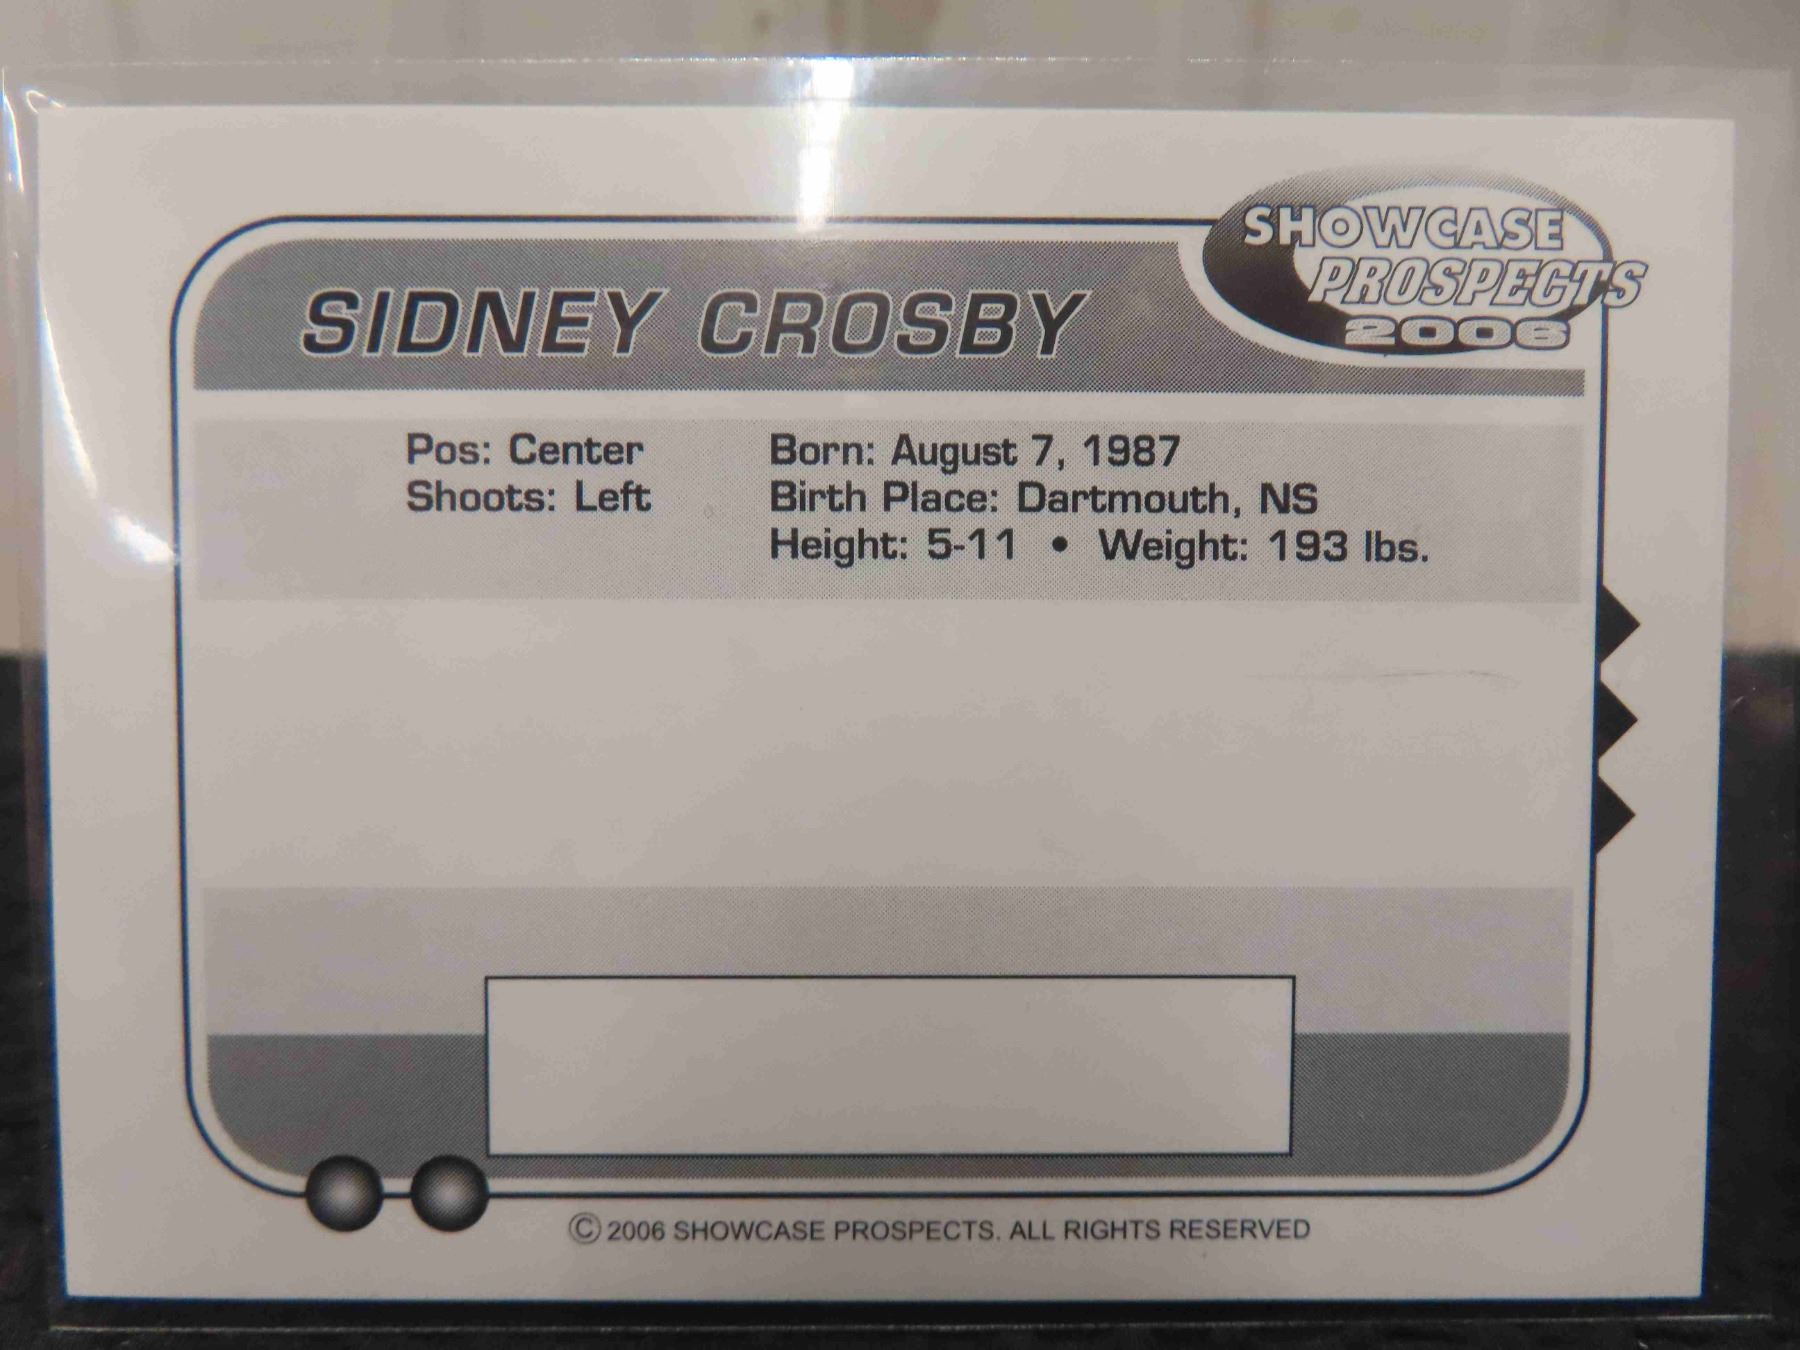 SHOWCASE
PROSPECTS
2006
SIDNEY CROSBY
Pos: Center
Shoots: Left
Born: August 7, 1987
Birth Place: Dartmouth, NS
Height: 5-11 • Weight: 193 lbs.
© 2006 SHOWCASE PROSPECTS. ALL RIGHTS RESERVED